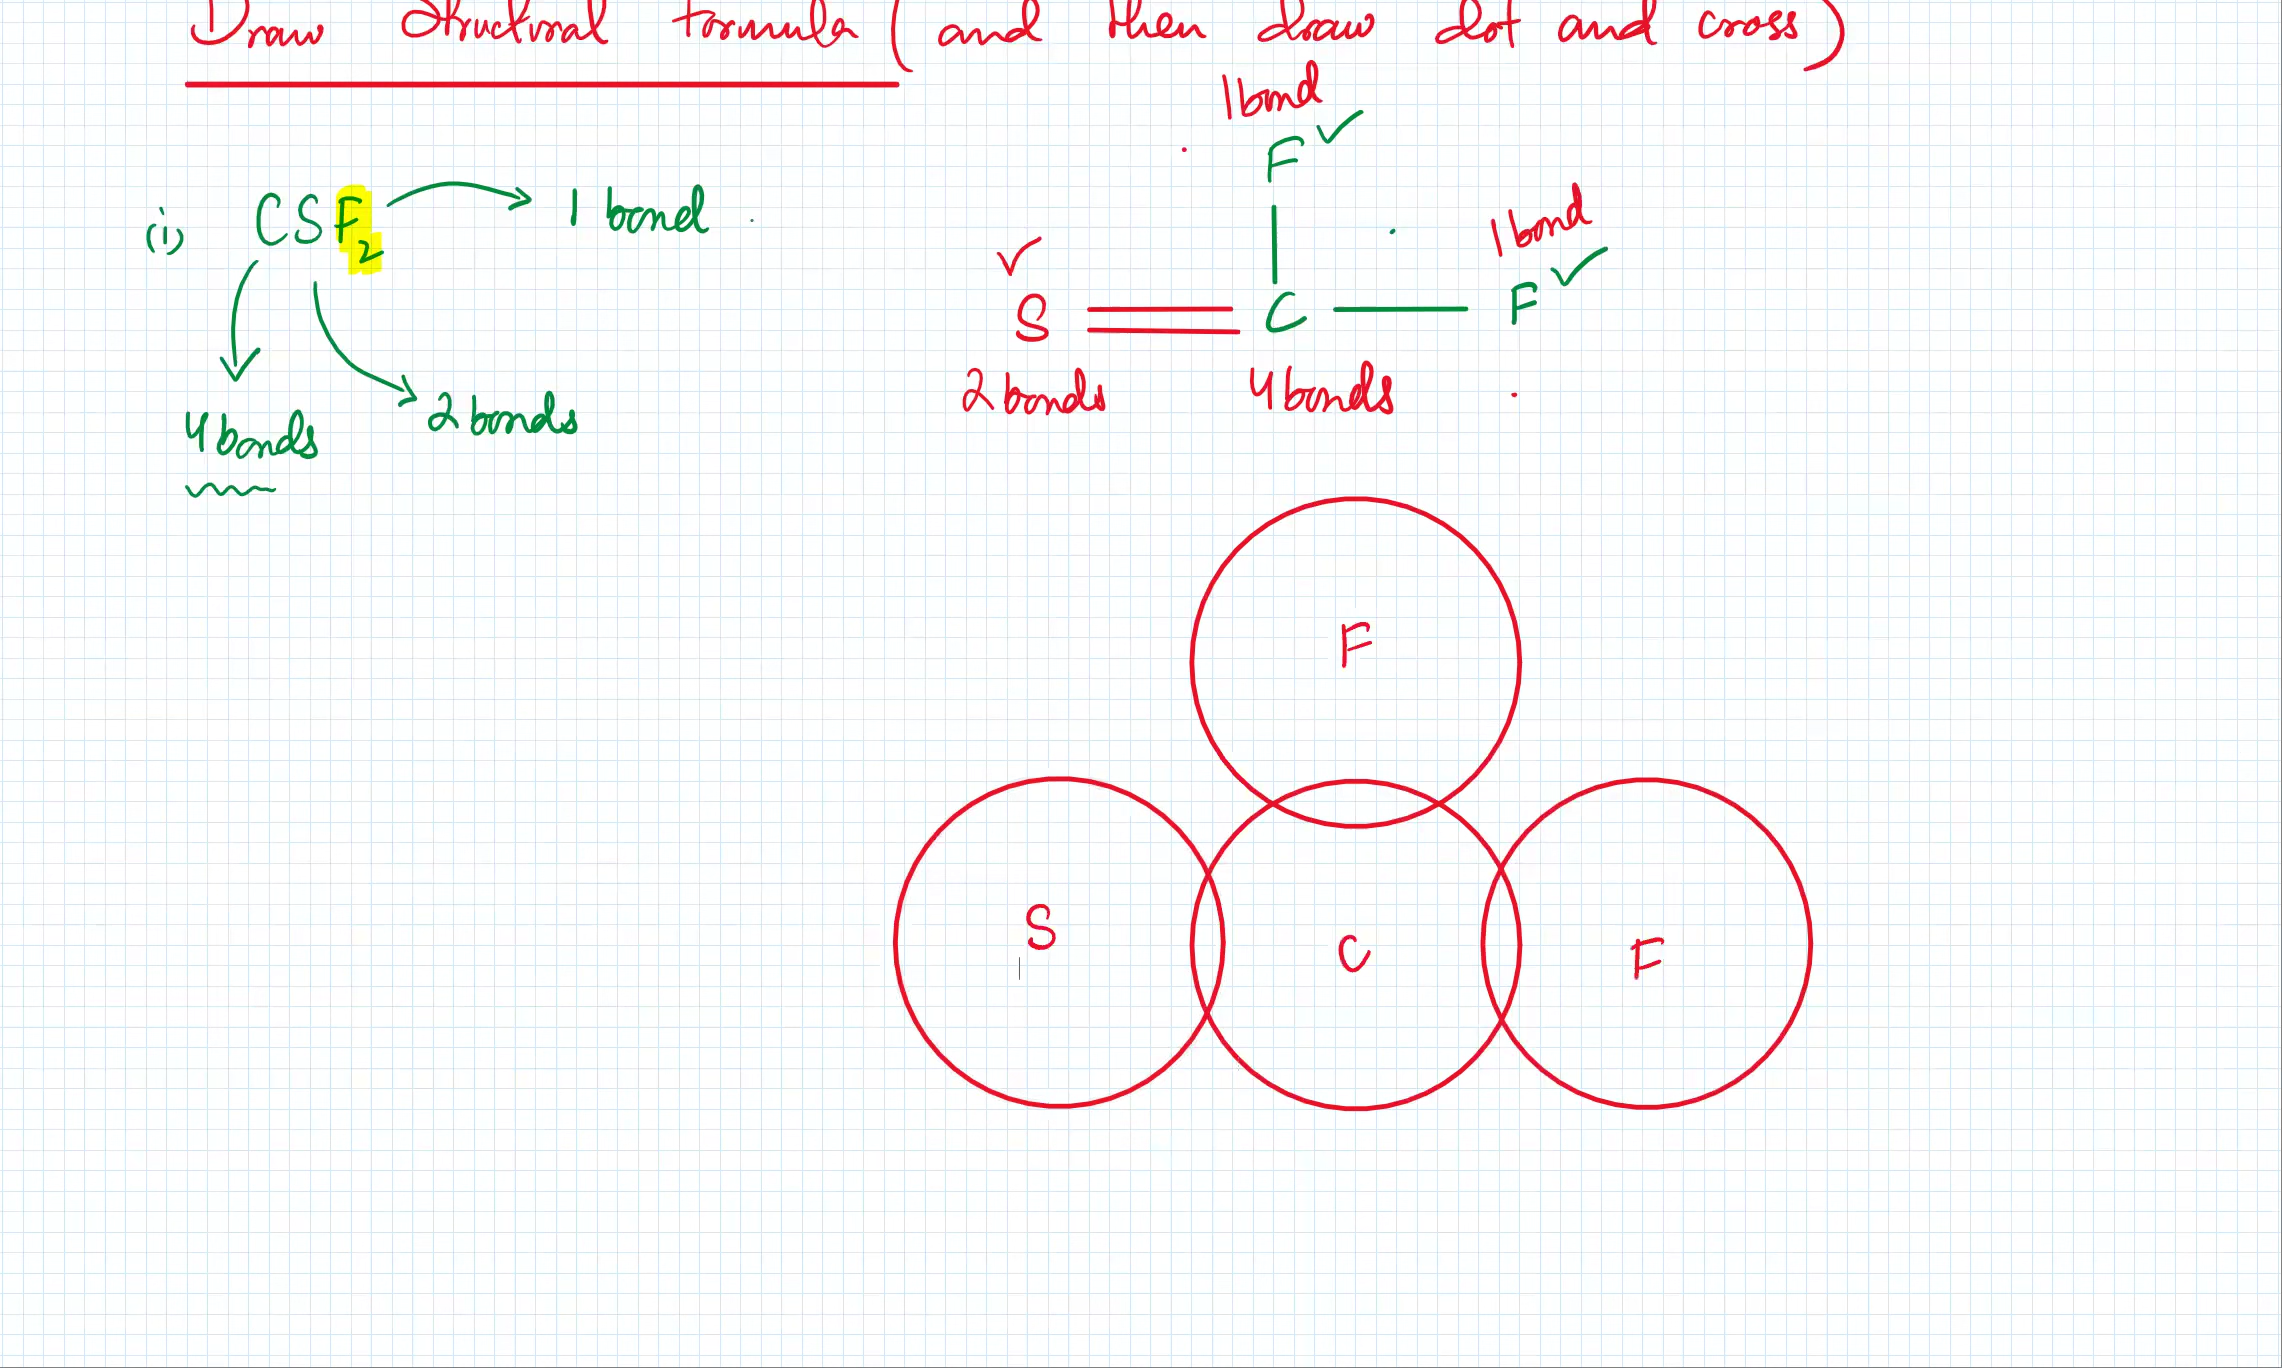 Draw Structural formula (and then draw dot and cross)
(i) CSF₂ → 1 bond
4 bonds
2 bonds
1 bond
F ✓
1 bond
✓
S = C — F ✓
2 bonds 4 bonds
F
S C F